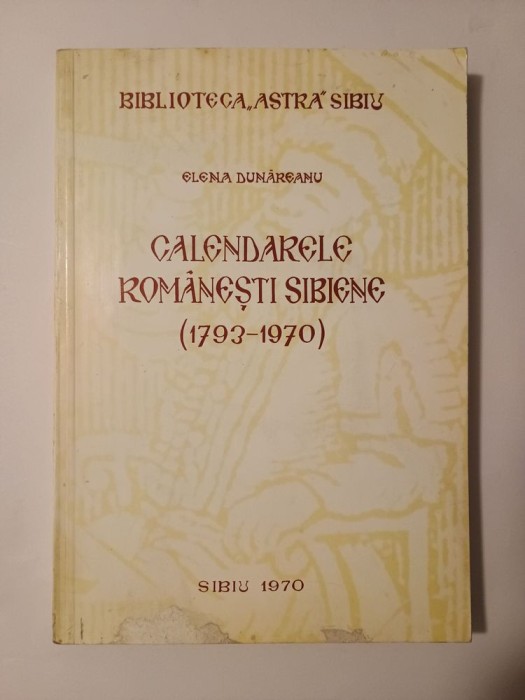 BIBLIOTECA „ASTRA” SIBIU
ELENA DUNĂREANU
CALENDARELE
ROMÂNEȘTI SIBIENE
(1793-1970)
SIBIU 1970